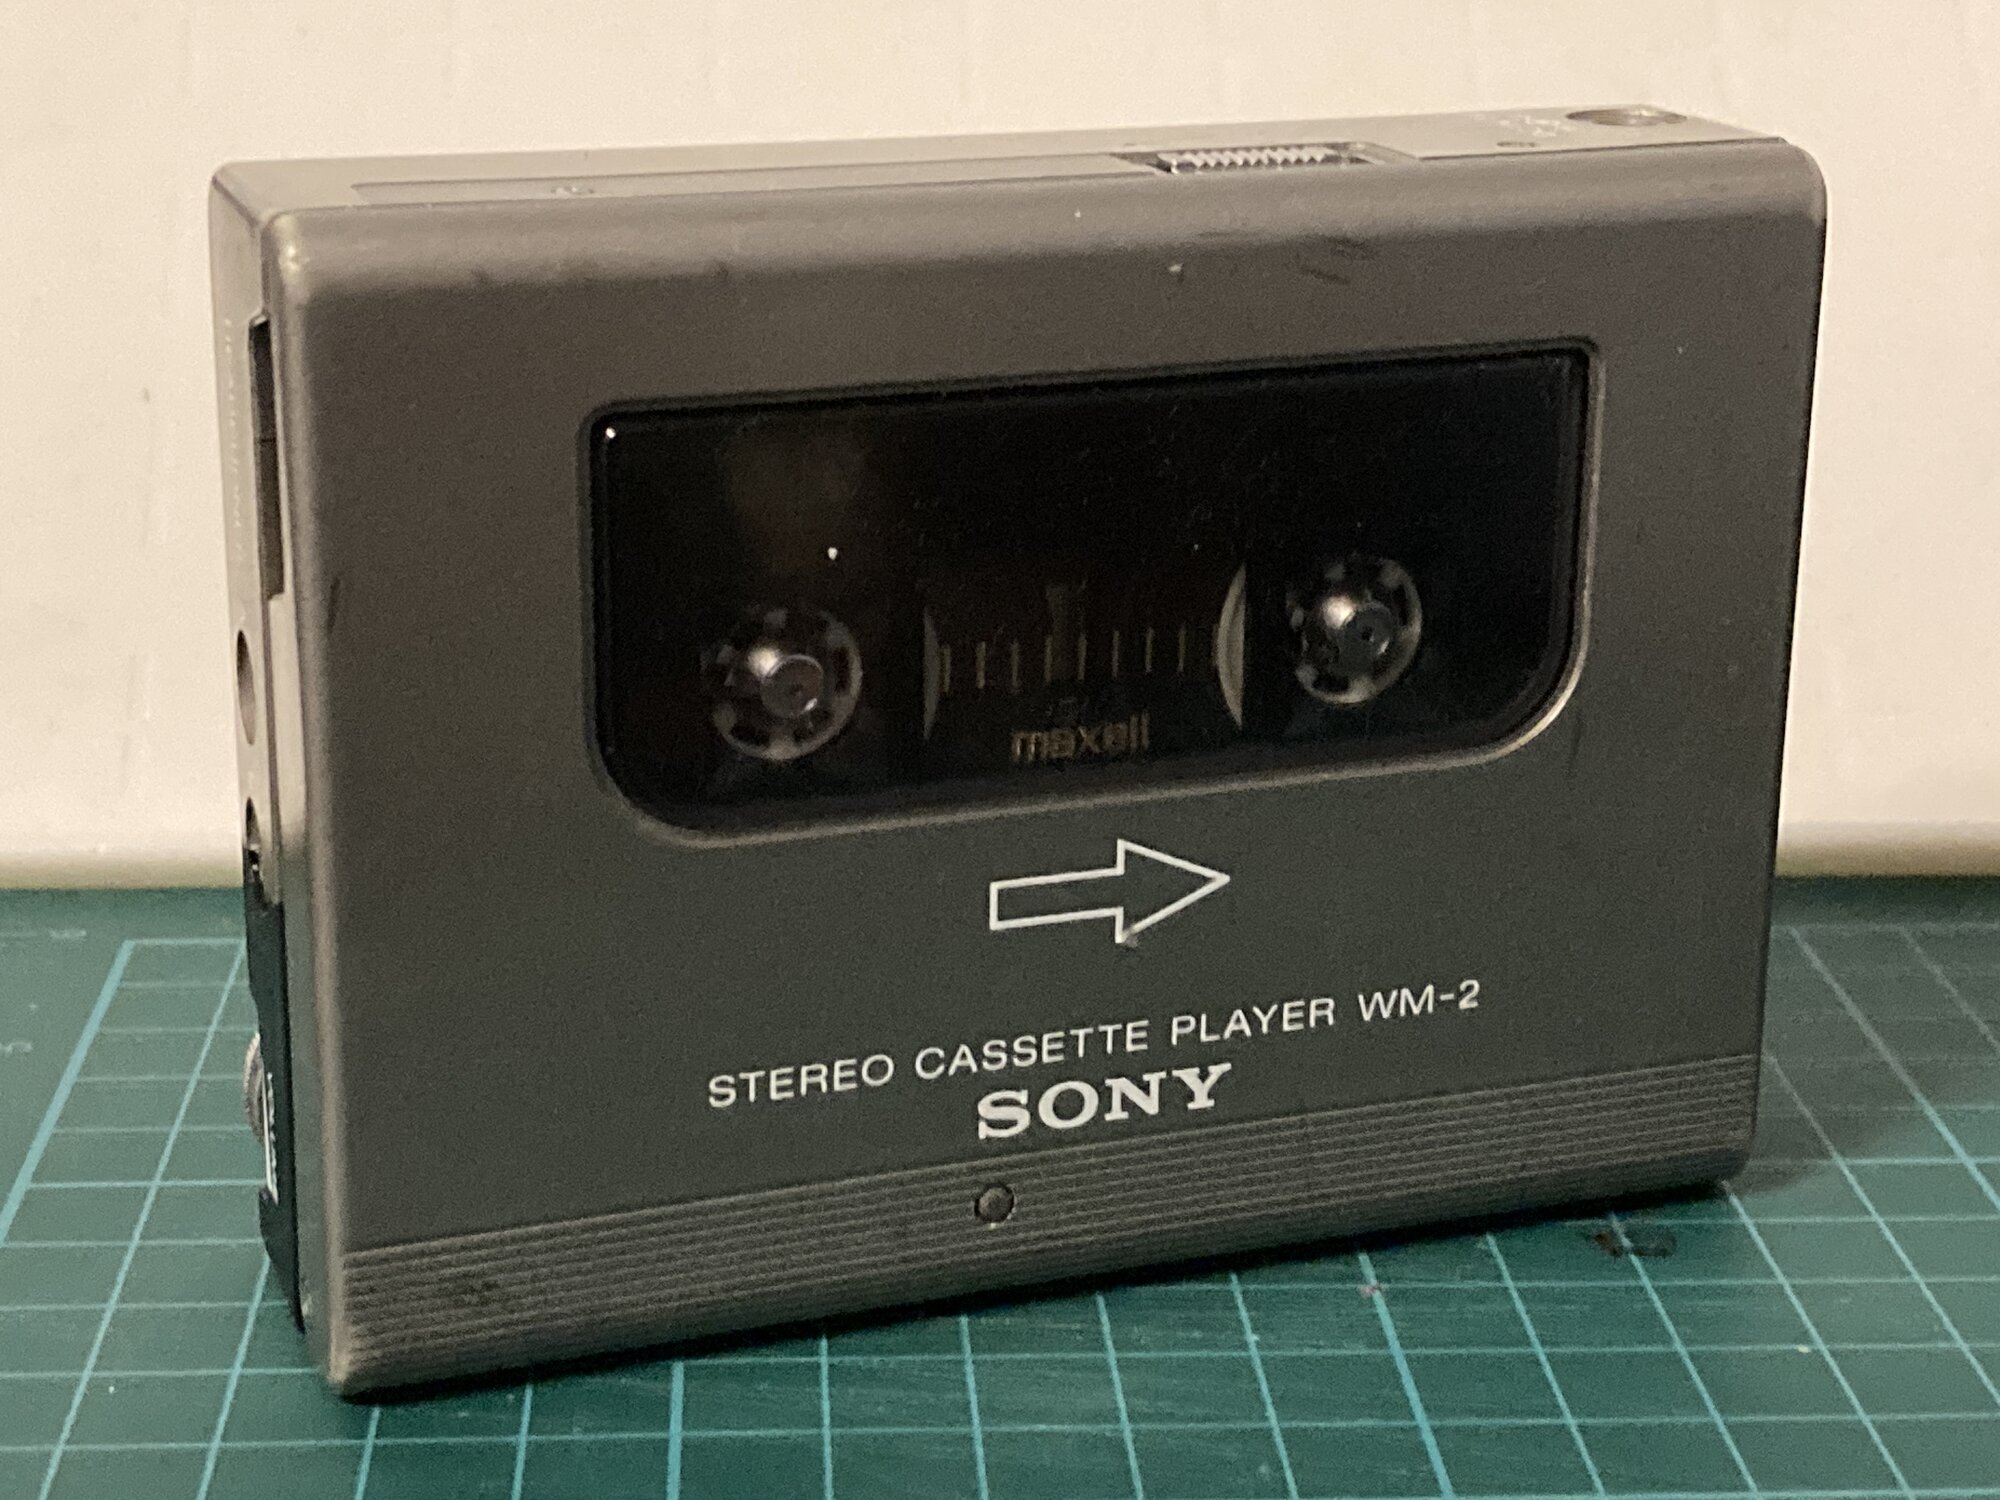 maxell
STEREO CASSETTE PLAYER WM-2
SONY